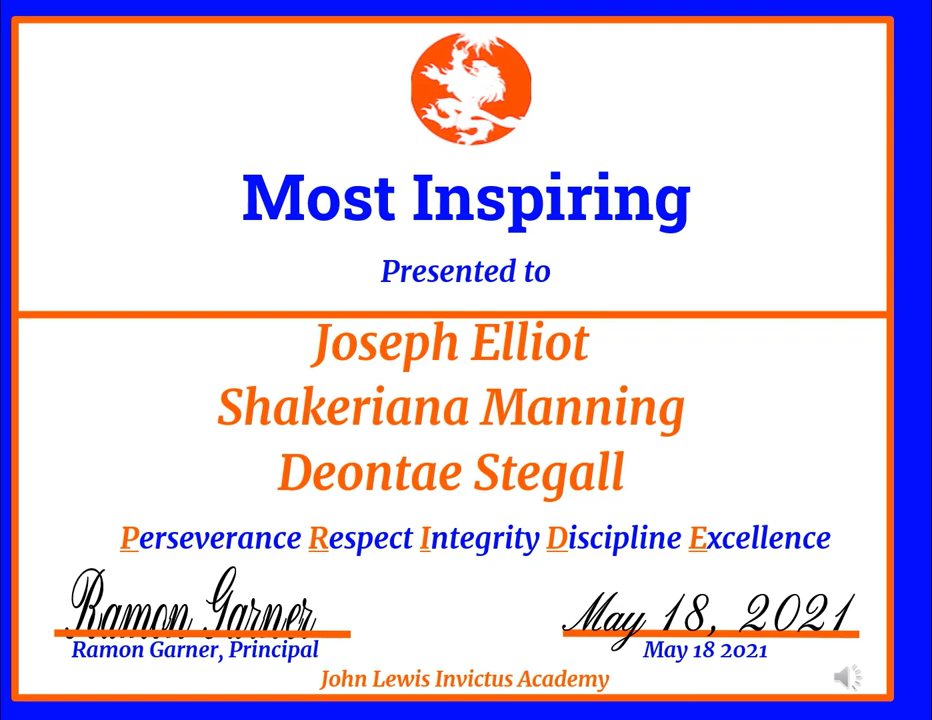 Most Inspiring
Presented to
Joseph Elliot
Shakeriana Manning
Deontae Stegall
Perseverance Respect Integrity Discipline Excellence
Ramon Garner May 18, 2021
Ramon Garner, Principal May 18 2021
John Lewis Invictus Academy